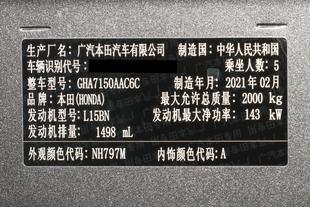 生产厂名：广汽本田汽车有限公司 制造国：中华人民共和国
车辆识别代号： 乘坐人数：5
整车型号：GHA7150AAC6C 制造年月：2021年02月
品牌：本田(HONDA) 最大允许总质量：2000 kg
发动机型号：L15BN 发动机最大净功率：143 kW
发动机排量：1498 mL
外观颜色代码：NH797M 内饰颜色代码：A